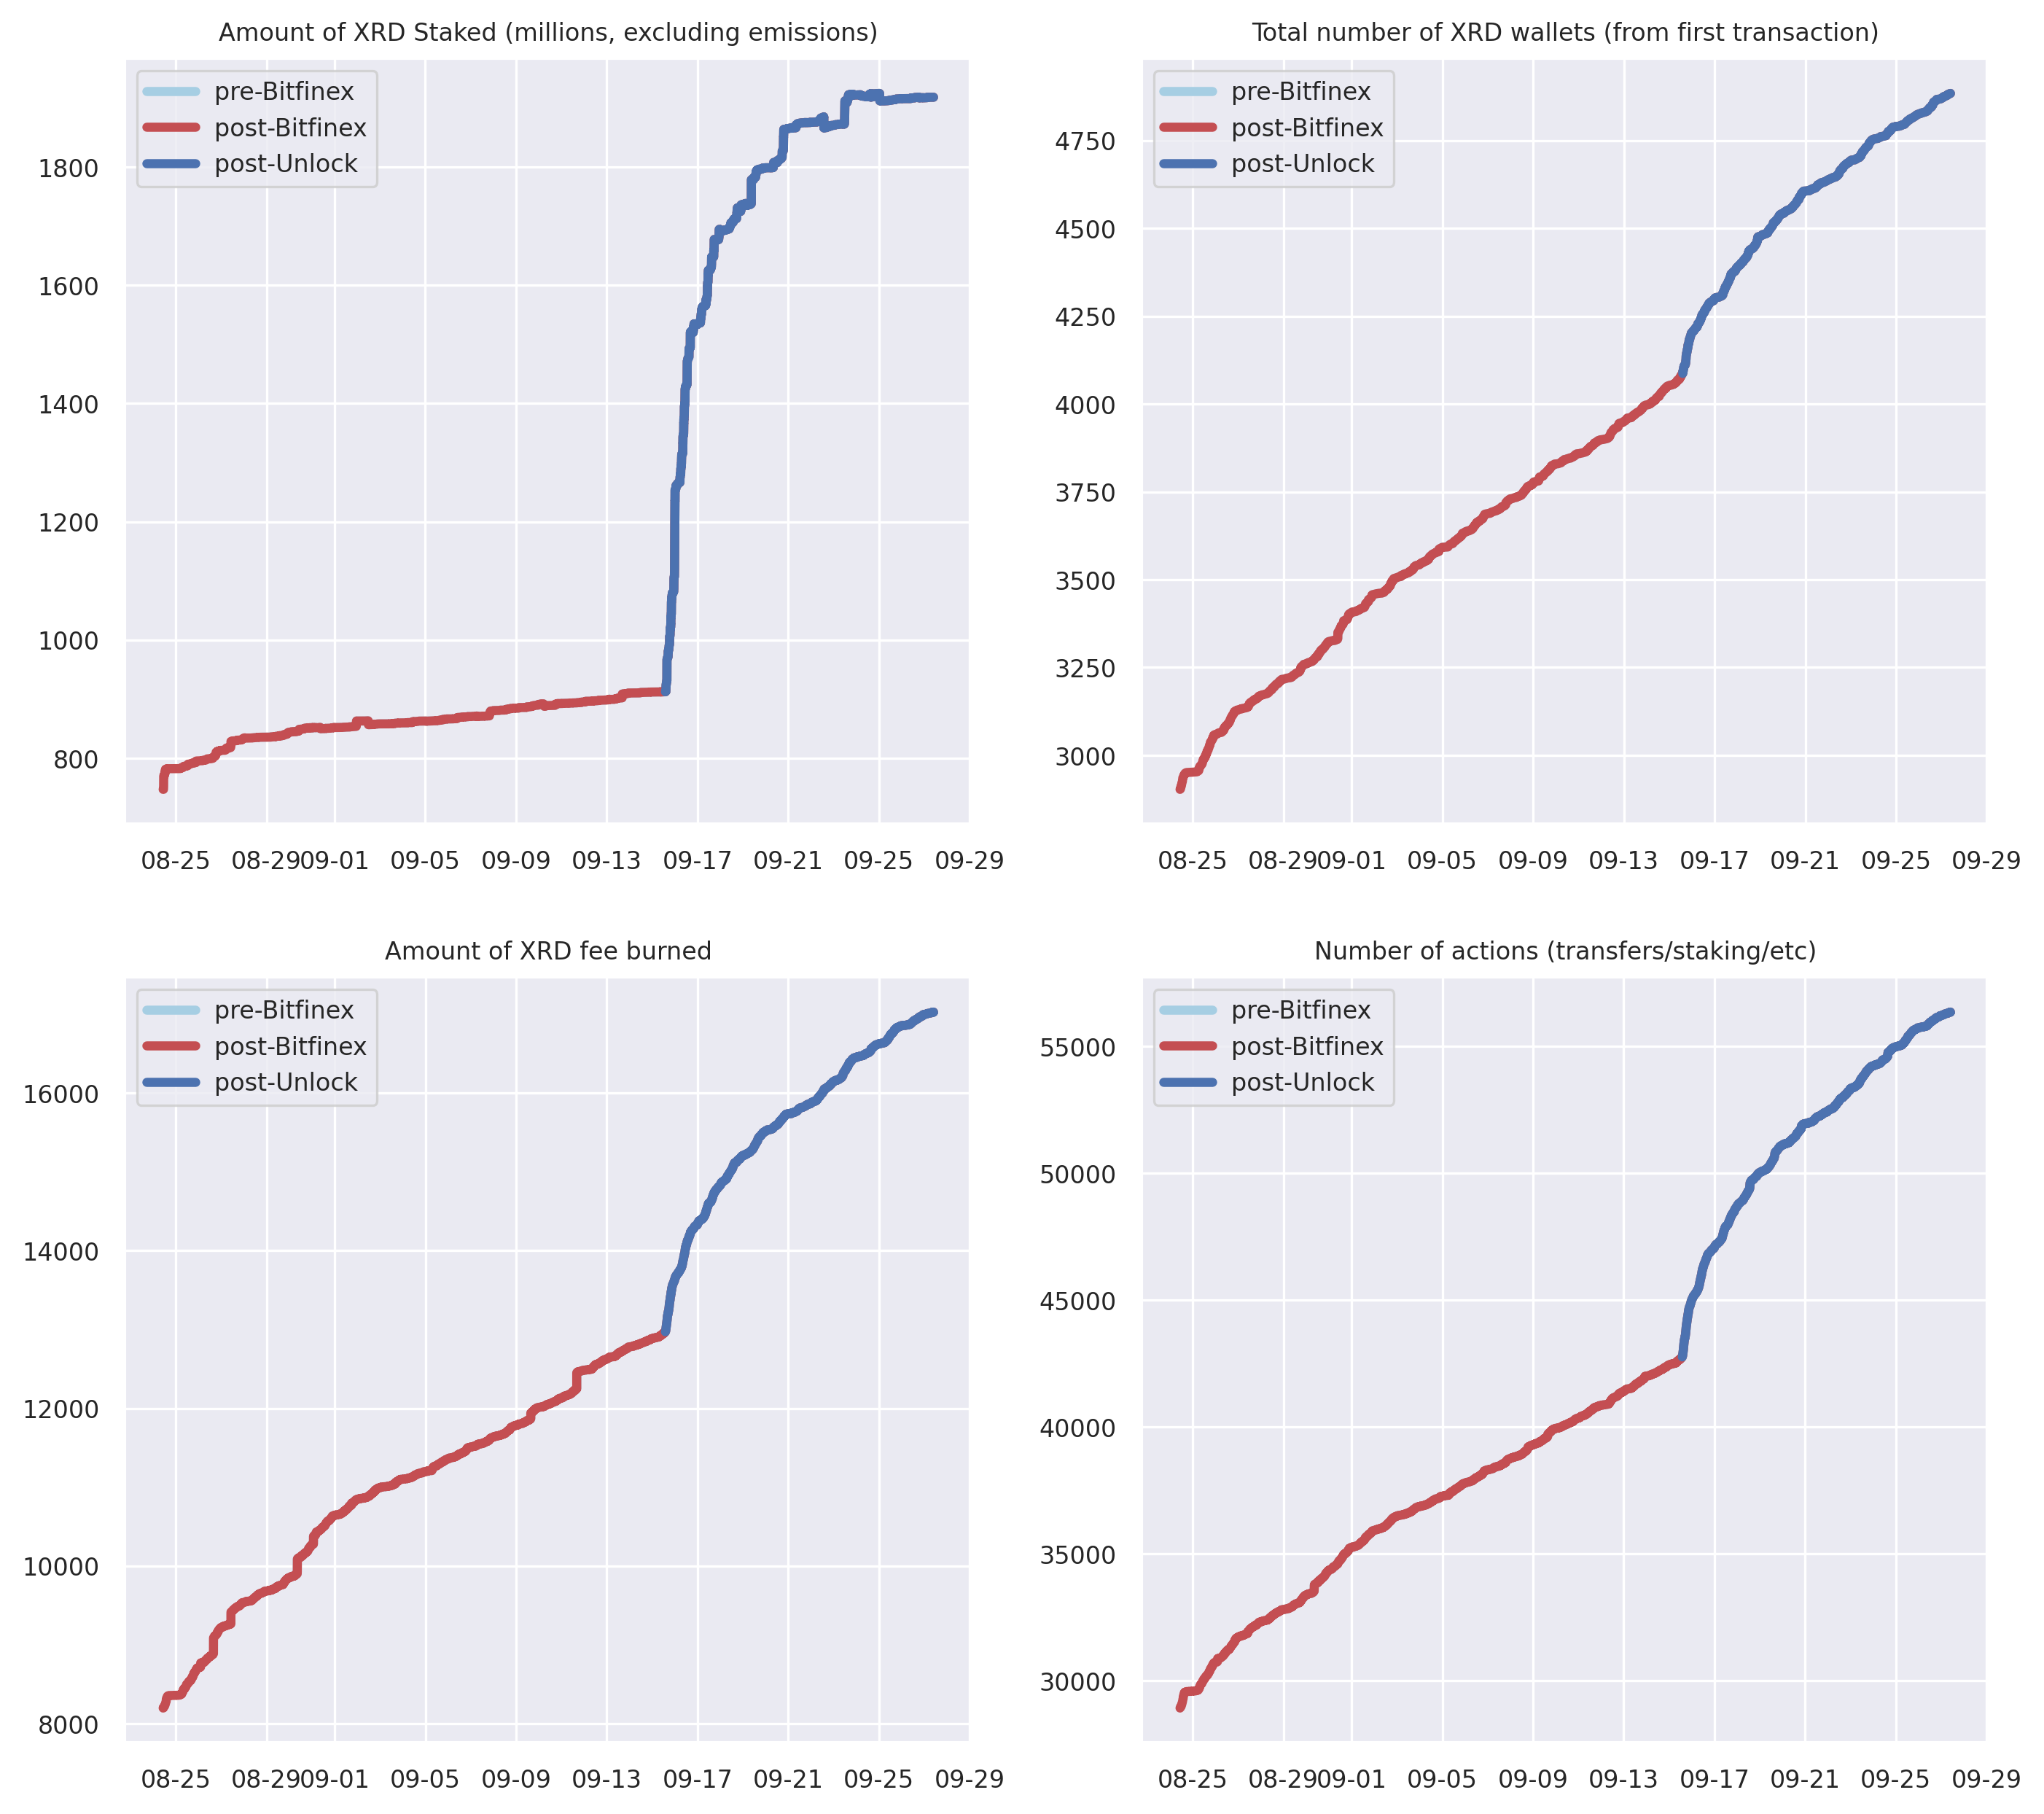 Amount of XRD Staked (millions, excluding emissions)
pre-Bitfinex
post-Bitfinex
post-Unlock
1800
1600
1400
1200
1000
800
08-25 08-29 09-01 09-05 09-09 09-13 09-17 09-21 09-25 09-29
Total number of XRD wallets (from first transaction)
pre-Bitfinex
post-Bitfinex
post-Unlock
4750
4500
4250
4000
3750
3500
3250
3000
08-25 08-29 09-01 09-05 09-09 09-13 09-17 09-21 09-25 09-29
Amount of XRD fee burned
pre-Bitfinex
post-Bitfinex
post-Unlock
16000
14000
12000
10000
8000
08-25 08-29 09-01 09-05 09-09 09-13 09-17 09-21 09-25 09-29
Number of actions (transfers/staking/etc)
pre-Bitfinex
post-Bitfinex
post-Unlock
55000
50000
45000
40000
35000
30000
08-25 08-29 09-01 09-05 09-09 09-13 09-17 09-21 09-25 09-29